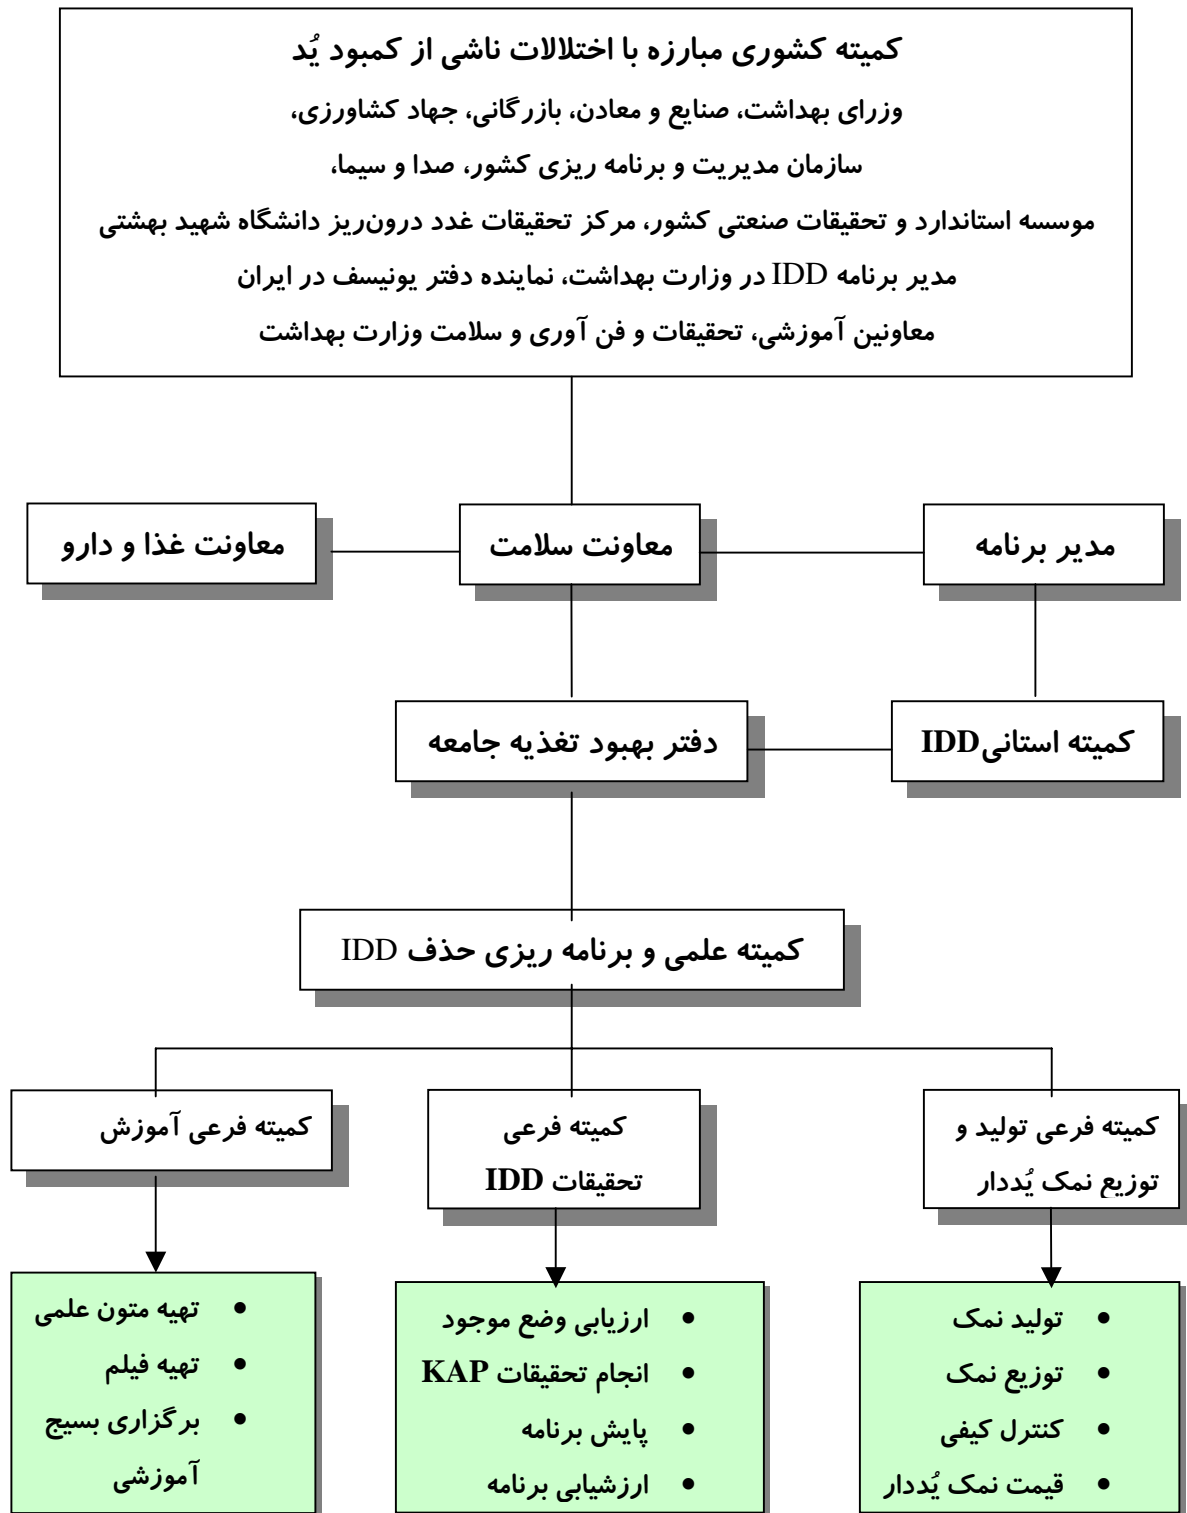 کمیته کشوری مبارزه با اختلالات ناشی از کمبود یُد
وزرای بهداشت، صنایع و معادن، بازرگانی، جهاد کشاورزی،
سازمان مدیریت و برنامه ریزی کشور، صدا و سیما،
موسسه استاندارد و تحقیقات صنعتی کشور، مرکز تحقیقات غدد درون‌ریز دانشگاه شهید بهشتی
مدیر برنامه IDD در وزارت بهداشت، نماینده دفتر یونیسف در ایران
معاونین آموزشی، تحقیقات و فن آوری و سلامت وزارت بهداشت
مدیر برنامه
معاونت سلامت
معاونت غذا و دارو
کمیته استانی IDD
دفتر بهبود تغذیه جامعه
کمیته علمی و برنامه ریزی حذف IDD
کمیته فرعی تولید و
توزیع نمک یُددار
کمیته فرعی
تحقیقات IDD
کمیته فرعی آموزش
• تولید نمک
• توزیع نمک
• کنترل کیفی
• قیمت نمک یُددار
• ارزیابی وضع موجود
• انجام تحقیقات KAP
• پایش برنامه
• ارزشیابی برنامه
• تهیه متون علمی
• تهیه فیلم
• برگزاری بسیج
آموزشی